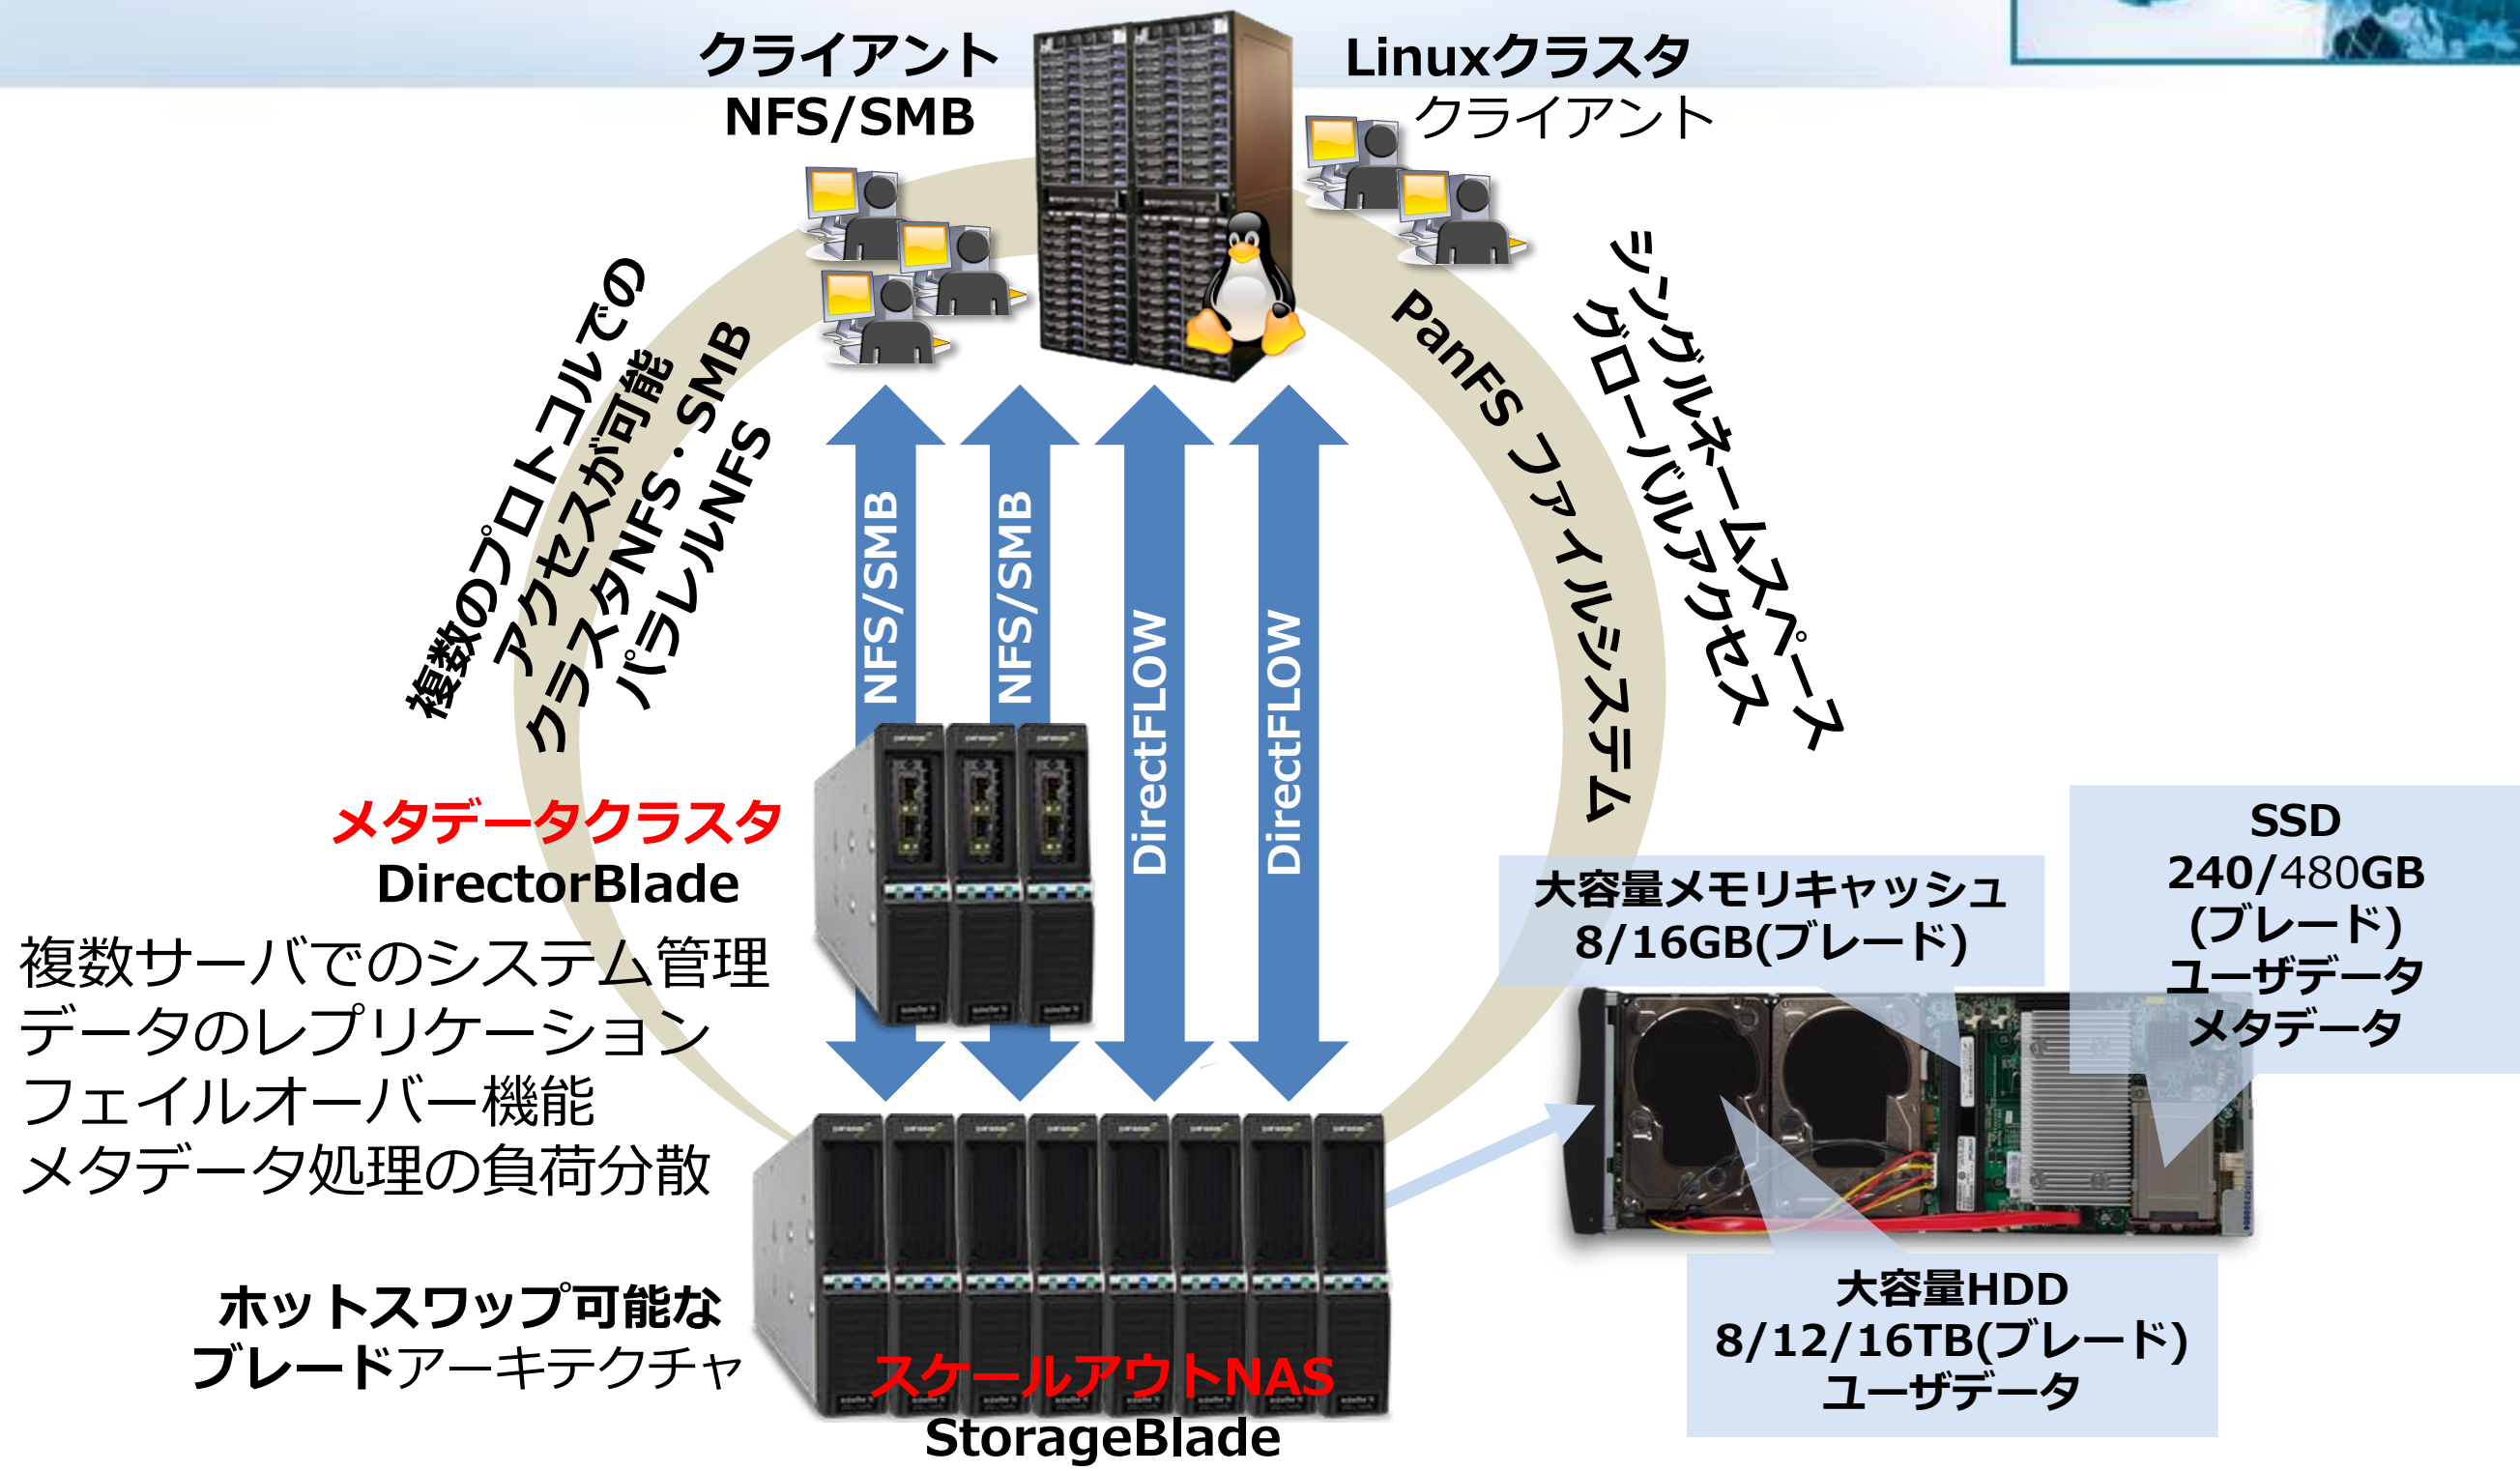 クライアント
NFS/SMB
Linuxクラスタ
クライアント
複数のプロトコルでの
アクセスが可能
クラスタNFS・SMB
パラレルNFS
NFS/SMB
NFS/SMB
DirectFLOW
DirectFLOW
PanFS ファイルシステム
シングルネームスペース
グローバルアクセス
メタデータクラスタ
DirectorBlade
複数サーバでのシステム管理
データのレプリケーション
フェイルオーバー機能
メタデータ処理の負荷分散
ホットスワップ可能な
ブレードアーキテクチャ
スケールアウトNAS
StorageBlade
大容量メモリキャッシュ
8/16GB(ブレード)
SSD
240/480GB
(ブレード)
ユーザデータ
メタデータ
大容量HDD
8/12/16TB(ブレード)
ユーザデータ